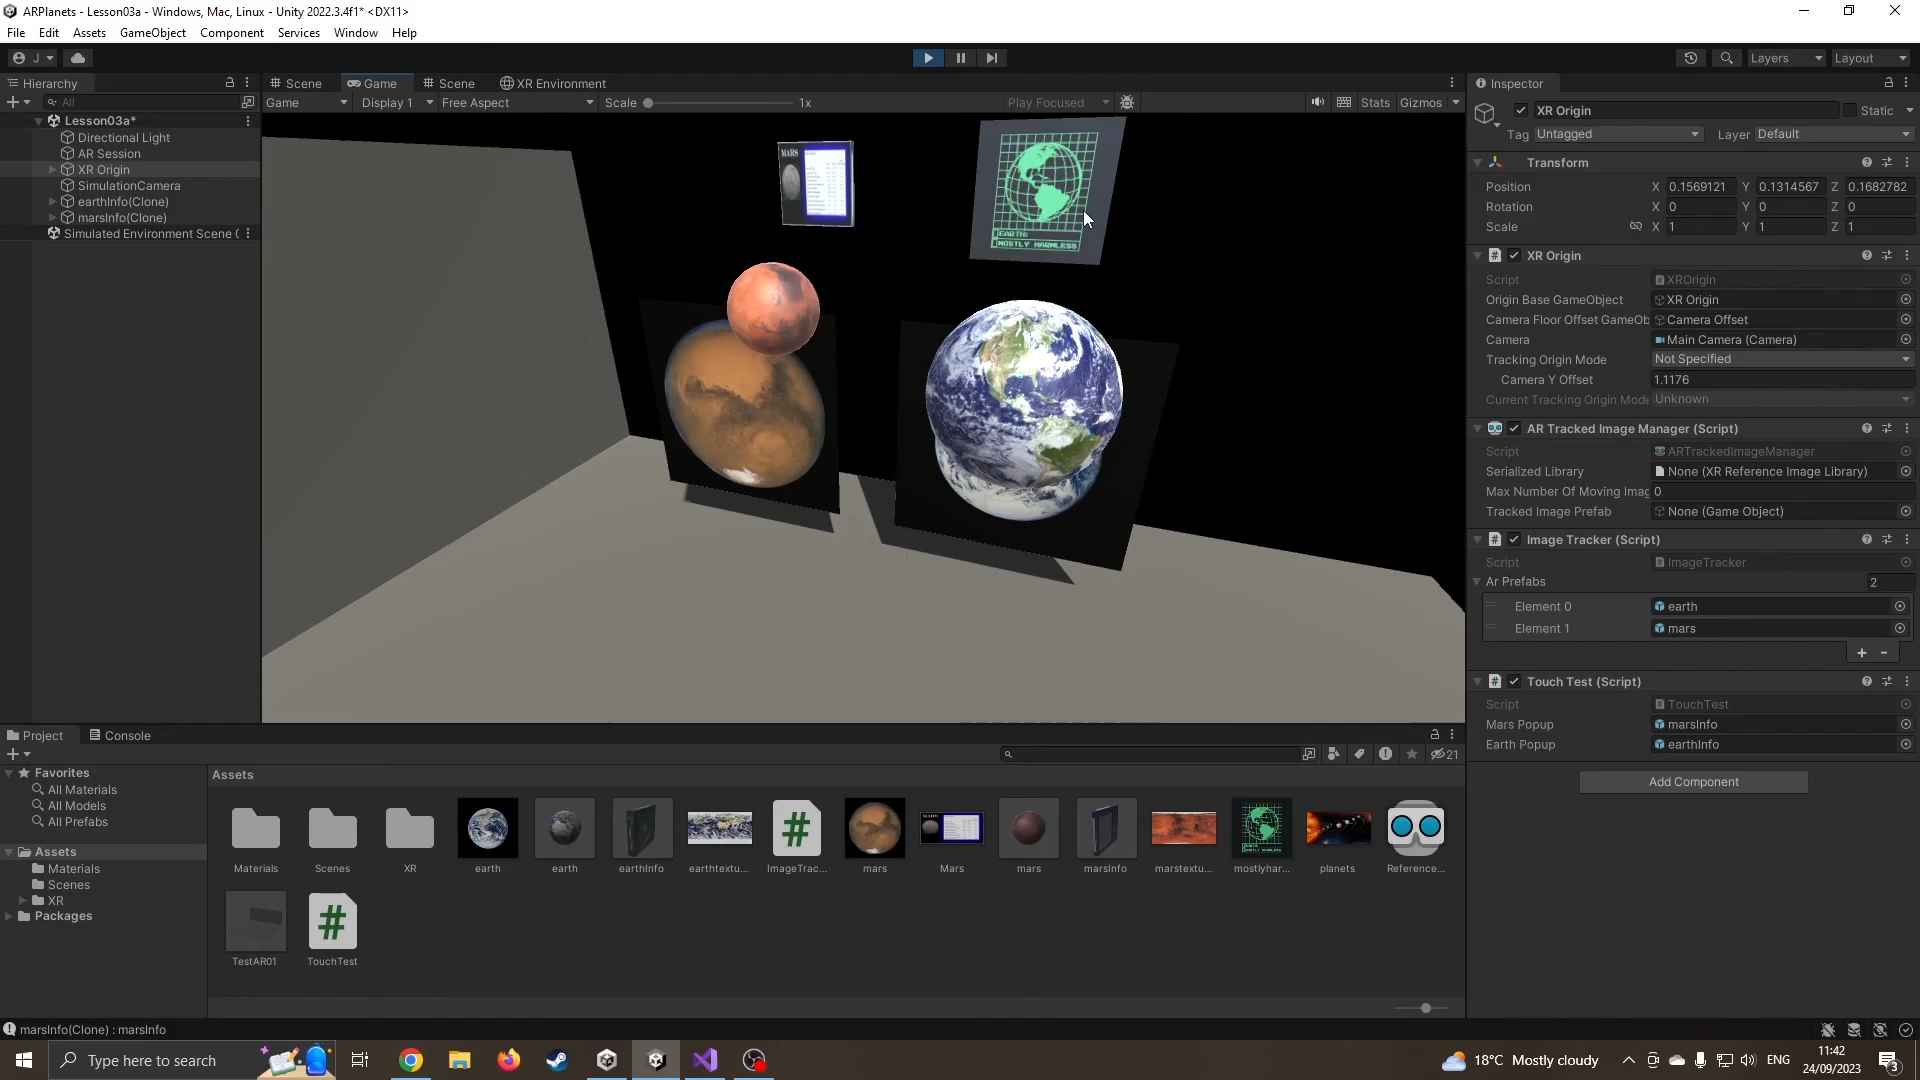 ARPlanets - Lesson03a - Windows, Mac, Linux - Unity 2022.3.4f1* <DX11>
File Edit Assets GameObject Component Services Window Help
J
Layers Layout
Hierarchy
All
Lesson03a*
Directional Light
AR Session
XR Origin
SimulationCamera
earthInfo(Clone)
marsInfo(Clone)
Simulated Environment Scene (
Scene Game Scene XR Environment
Game Display 1 Free Aspect Scale 1x Play Focused Stats Gizmos
MARS
EARTH:
MOSTLY HARMLESS
Inspector
XR Origin Static
Tag Untagged Layer Default
Transform
Position X 0.1569121 Y 0.1314567 Z 0.1682782
Rotation X 0 Y 0 Z 0
Scale X 1 Y 1 Z 1
# XR Origin
Script XROrigin
Origin Base GameObject XR Origin
Camera Floor Offset GameOb Camera Offset
Camera Main Camera (Camera)
Tracking Origin Mode Not Specified
Camera Y Offset 1.1176
Current Tracking Origin Mode Unknown
AR Tracked Image Manager (Script)
Script ARTrackedImageManager
Serialized Library None (XR Reference Image Library)
Max Number Of Moving Imag 0
Tracked Image Prefab None (Game Object)
# Image Tracker (Script)
Script ImageTracker
Ar Prefabs 2
Element 0 earth
Element 1 mars
+ -
# Touch Test (Script)
Script TouchTest
Mars Popup marsInfo
Earth Popup earthInfo
Add Component
Project Console
21
Favorites
All Materials
All Models
All Prefabs
Assets
Materials
Scenes
XR
Packages
Assets
Materials Scenes XR earth earth earthInfo earthtextu... ImageTrac... mars Mars mars marsInfo marstextu... mostlyhar... planets Reference...
TestAR01 TouchTest
marsInfo(Clone) : marsInfo
Type here to search
18°C Mostly cloudy
ENG
11:42
24/09/2023
3